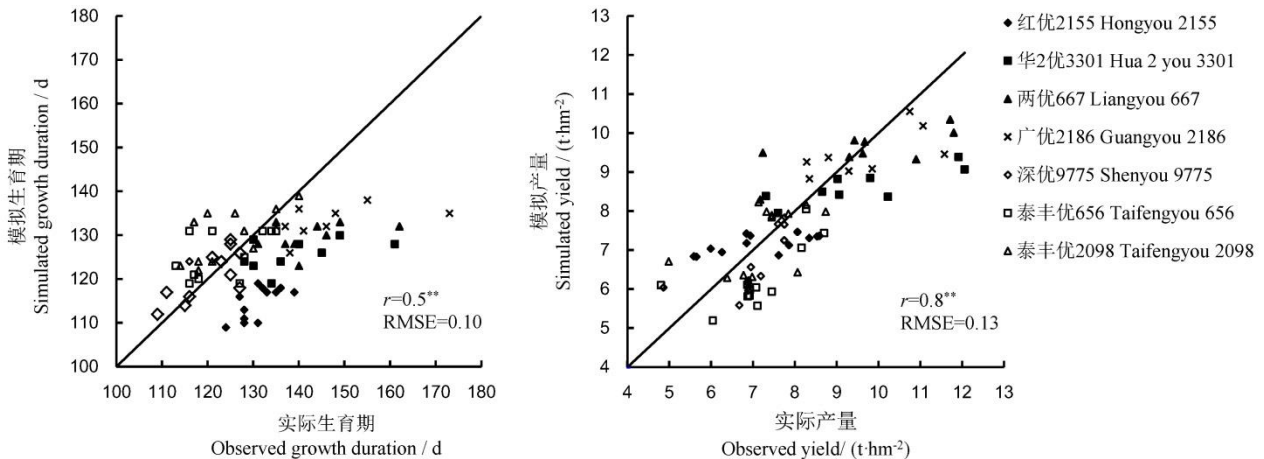 180
170
160
150
140
130
120
110
100
模拟生育期
Simulated growth duration / d
r=0.5**
RMSE=0.10
100 110 120 130 140 150 160 170 180
实际生育期
Observed growth duration / d
13
12
11
10
9
8
7
6
5
4
模拟产量
Simulated yield / (t·hm-2)
r=0.8**
RMSE=0.13
4 5 6 7 8 9 10 11 12 13
实际产量
Observed yield/ (t·hm-2)
红优2155 Hongyou 2155
华2优3301 Hua 2 you 3301
两优667 Liangyou 667
广优2186 Guangyou 2186
深优9775 Shenyou 9775
泰丰优656 Taifengyou 656
泰丰优2098 Taifengyou 2098